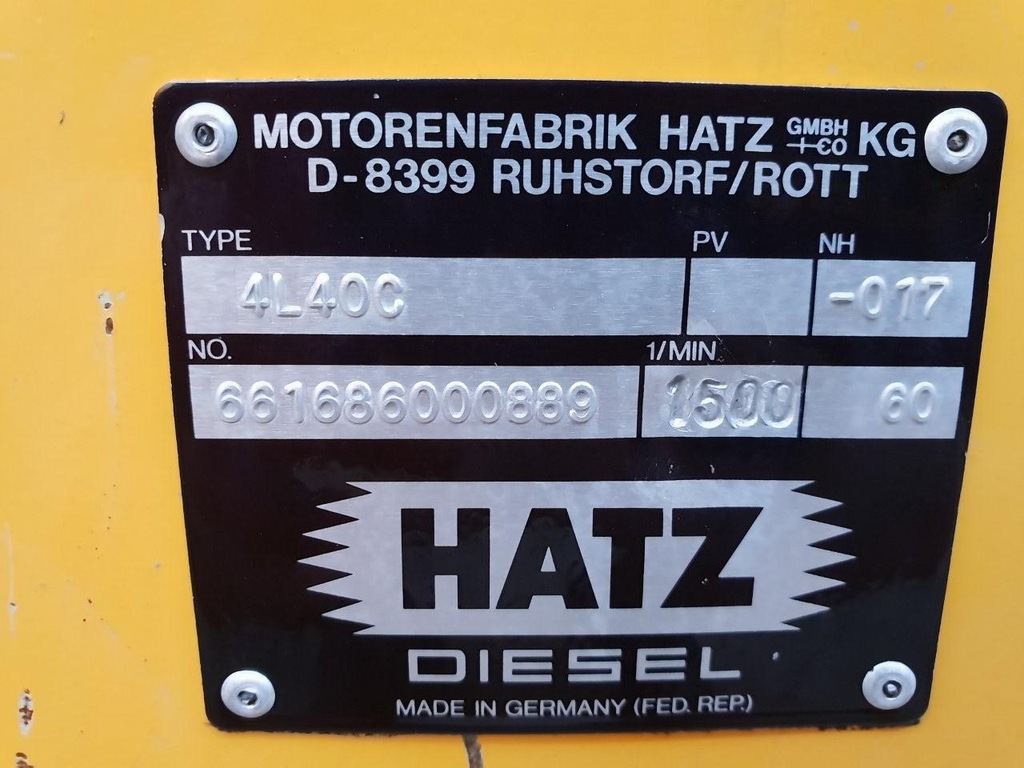 MOTORENFABRIK HATZ GMBH +CO KG
D-8399 RUHSTORF/ROTT
TYPE PV NH
4L40C -017
NO. 1/MIN
661686000889 1500 60
HATZ
DIESEL
MADE IN GERMANY (FED. REP.)